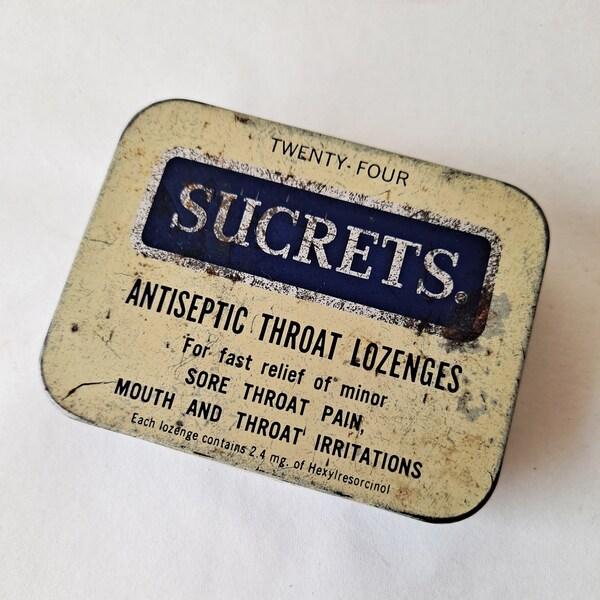 TWENTY-FOUR
SUCRETS®
ANTISEPTIC THROAT LOZENGES
For fast relief of minor
SORE THROAT PAIN,
MOUTH AND THROAT IRRITATIONS
Each lozenge contains 2.4 mg. of Hexylresorcinol